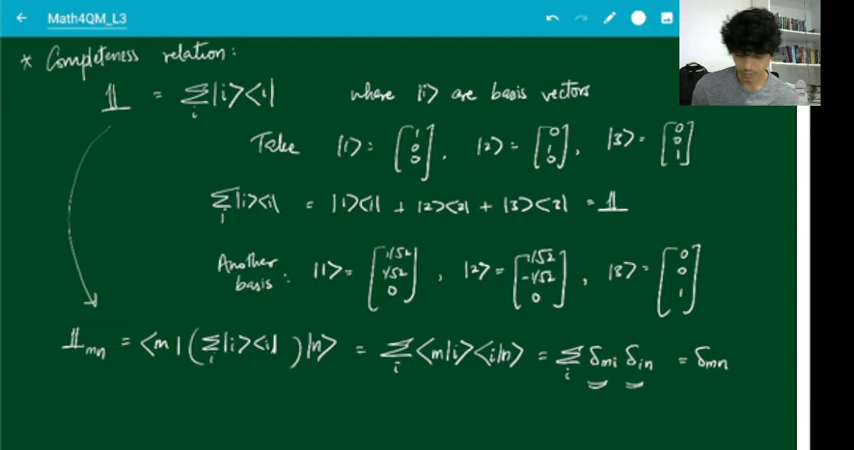 Math4QM_L3
* Completeness relation:
𝟙 = Σ_i |i><i| where |i> are basis vectors
Take |1> = [1 0 0], |2> = [0 1 0], |3> = [0 0 1]
Σ_i |i><i| = |1><1| + |2><2| + |3><3| = 𝟙
Another basis: |1> = [1/√2 1/√2 0], |2> = [1/√2 -1/√2 0], |3> = [0 0 1]
𝟙_mn = <m| (Σ_i |i><i|) |n> = Σ_i <m|i><i|n> = Σ_i δ_mi δ_in = δ_mn